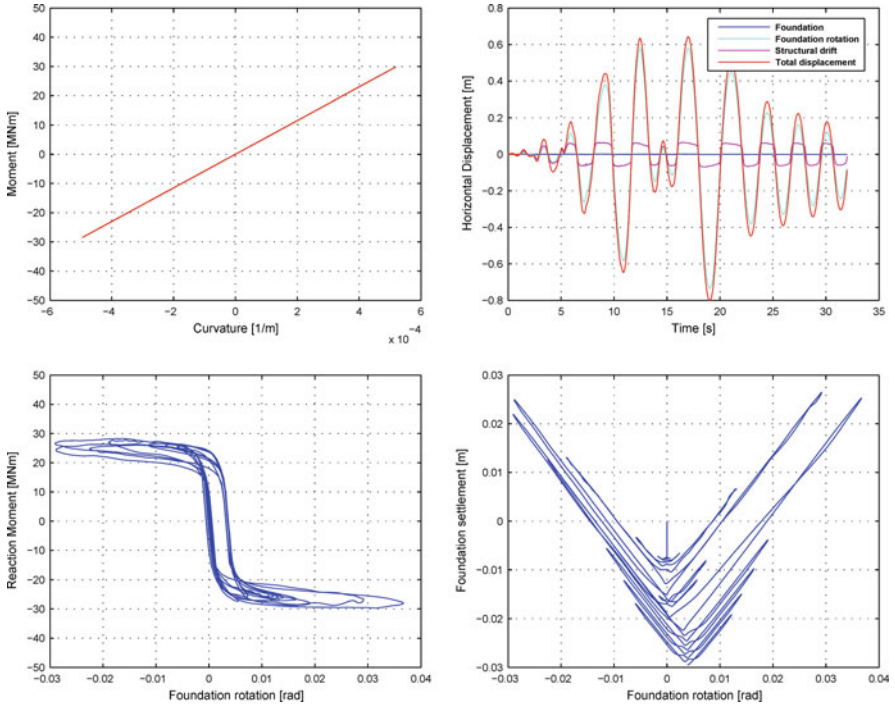 50
40
30
20
10
0
−10
−20
−30
−40
−50
Moment [MNm]
−6 −4 −2 0 2 4 6
Curvature [1/m]
x 10 −4
0.8
0.6
0.4
0.2
0
−0.2
−0.4
−0.6
−0.8
Horizontal Displacement [m]
Foundation
Foundation rotation
Structural drift
Total displacement
0 5 10 15 20 25 30 35
Time [s]
50
40
30
20
10
0
−10
−20
−30
−40
−50
Reaction Moment [MNm]
−0.03 −0.02 −0.01 0 0.01 0.02 0.03 0.04
Foundation rotation [rad]
0.03
0.02
0.01
0
−0.01
−0.02
−0.03
Foundation settlement [m]
−0.03 −0.02 −0.01 0 0.01 0.02 0.03 0.04
Foundation rotation [rad]